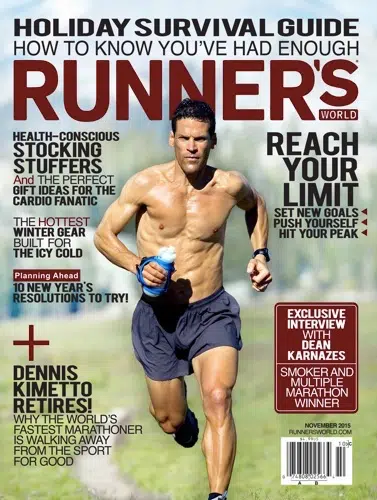 HOLIDAY SURVIVAL GUIDE
HOW TO KNOW YOU'VE HAD ENOUGH
RUNNER'S
WORLD
HEALTH-CONSCIOUS
STOCKING
STUFFERS
And THE PERFECT
GIFT IDEAS FOR THE
CARDIO FANATIC
THE HOTTEST
WINTER GEAR
BUILT FOR
THE ICY COLD
Planning Ahead
10 NEW YEAR'S
RESOLUTIONS TO TRY!
+
DENNIS
KIMETTO
RETIRES!
WHY THE WORLD'S
FASTEST MARATHONER
IS WALKING AWAY
FROM THE SPORT
FOR GOOD
REACH
YOUR
LIMIT
SET NEW GOALS
PUSH YOURSELF
HIT YOUR PEAK
EXCLUSIVE
INTERVIEW
WITH
DEAN
KARNAZES
SMOKER AND
MULTIPLE
MARATHON
WINNER
NOVEMBER 2015
RUNNERSWORLD.COM